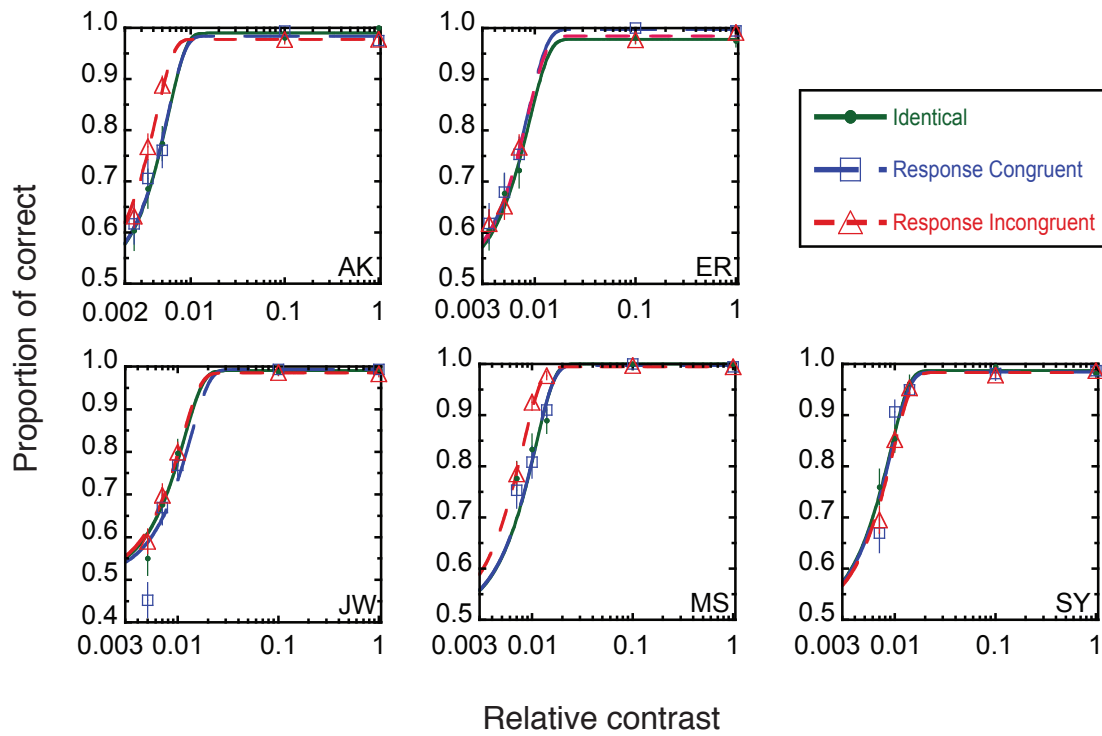 Proportion of correct
1.0
0.9
0.8
0.7
0.6
0.5
AK
0.002 0.01 0.1 1
1.0
0.9
0.8
0.7
0.6
0.5
ER
0.003 0.01 0.1 1
Identical
Response Congruent
Response Incongruent
1.0
0.9
0.8
0.7
0.6
0.5
0.4
JW
0.003 0.01 0.1 1
1.0
0.9
0.8
0.7
0.6
0.5
MS
0.003 0.01 0.1 1
1.0
0.9
0.8
0.7
0.6
0.5
SY
0.003 0.01 0.1 1
Relative contrast